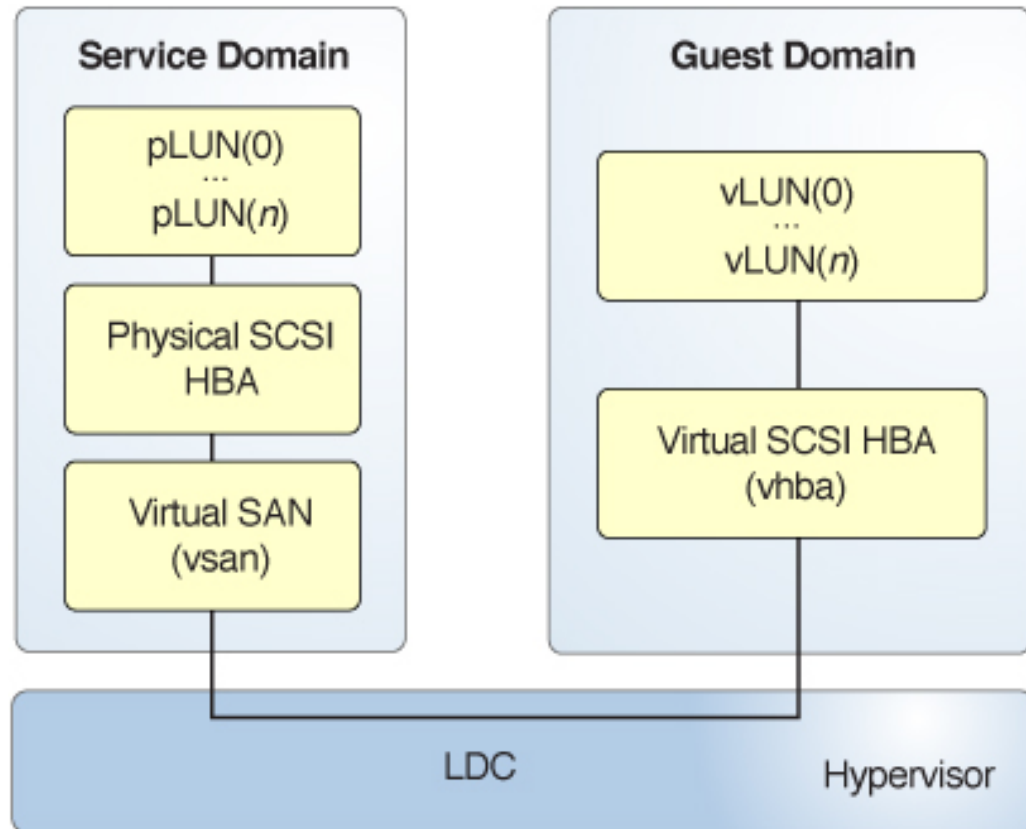 Service Domain
pLUN(0)
...
pLUN(n)
Physical SCSI
HBA
Virtual SAN
(vsan)
Guest Domain
vLUN(0)
...
vLUN(n)
Virtual SCSI HBA
(vhba)
LDC
Hypervisor